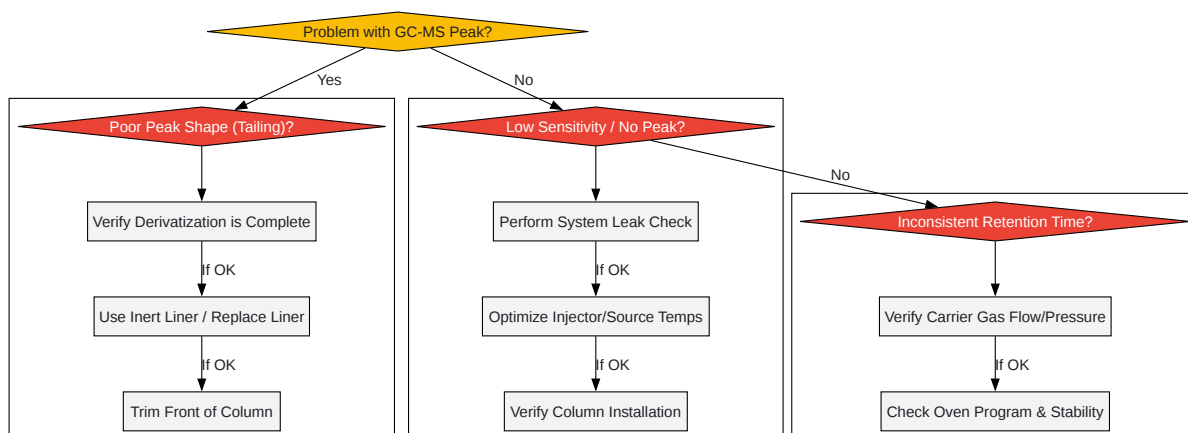 Problem with GC-MS Peak?
Yes
No
Poor Peak Shape (Tailing)?
Low Sensitivity / No Peak?
No
Verify Derivatization is Complete
Perform System Leak Check
Inconsistent Retention Time?
If OK
If OK
Use Inert Liner / Replace Liner
Optimize Injector/Source Temps
Verify Carrier Gas Flow/Pressure
If OK
If OK
If OK
Trim Front of Column
Verify Column Installation
Check Oven Program & Stability